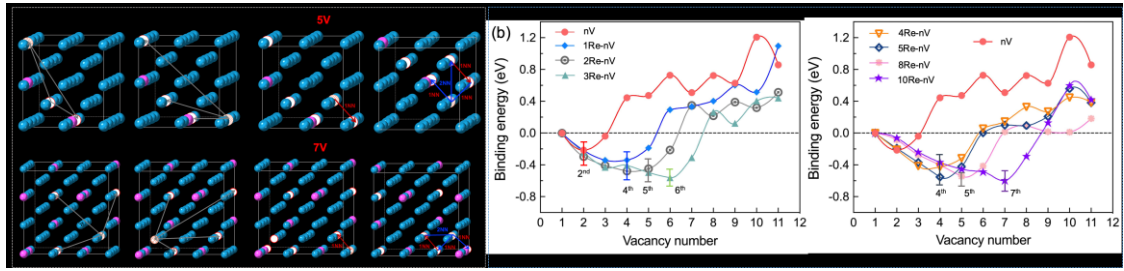 5V
1NN
7V
(b)
Binding energy (eV)
1.2
0.8
0.4
0.0
-0.4
-0.8
nV
1Re-nV
2Re-nV
3Re-nV
2nd
4th
5th
6th
0 1 2 3 4 5 6 7 8 9 10 11 12
Vacancy number
Binding energy (eV)
1.2
0.8
0.4
0.0
-0.4
-0.8
4Re-nV
5Re-nV
8Re-nV
10Re-nV
nV
4th
5th
7th
0 1 2 3 4 5 6 7 8 9 10 11 12
Vacancy number